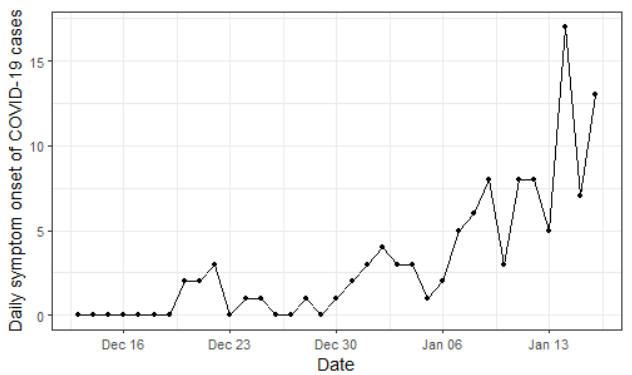 Daily symptom onset of COVID-19 cases
15
10
5
0
Dec 16 Dec 23 Dec 30 Jan 06 Jan 13
Date